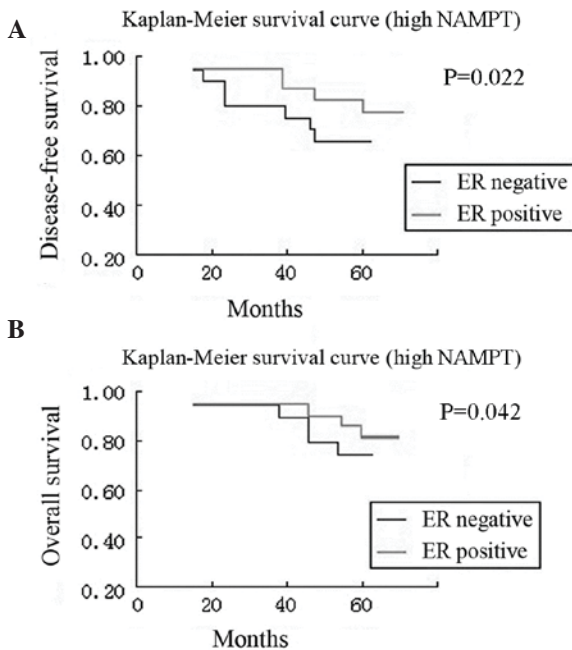 A
Kaplan-Meier survival curve (high NAMPT)
Disease-free survival
1.00
0.80
0.60
0.40
0.20
P=0.022
ER negative
ER positive
0
20
40
60
Months
B
Kaplan-Meier survival curve (high NAMPT)
Overall survival
1.00
0.80
0.60
0.40
0.20
P=0.042
ER negative
ER positive
0
20
40
60
Months